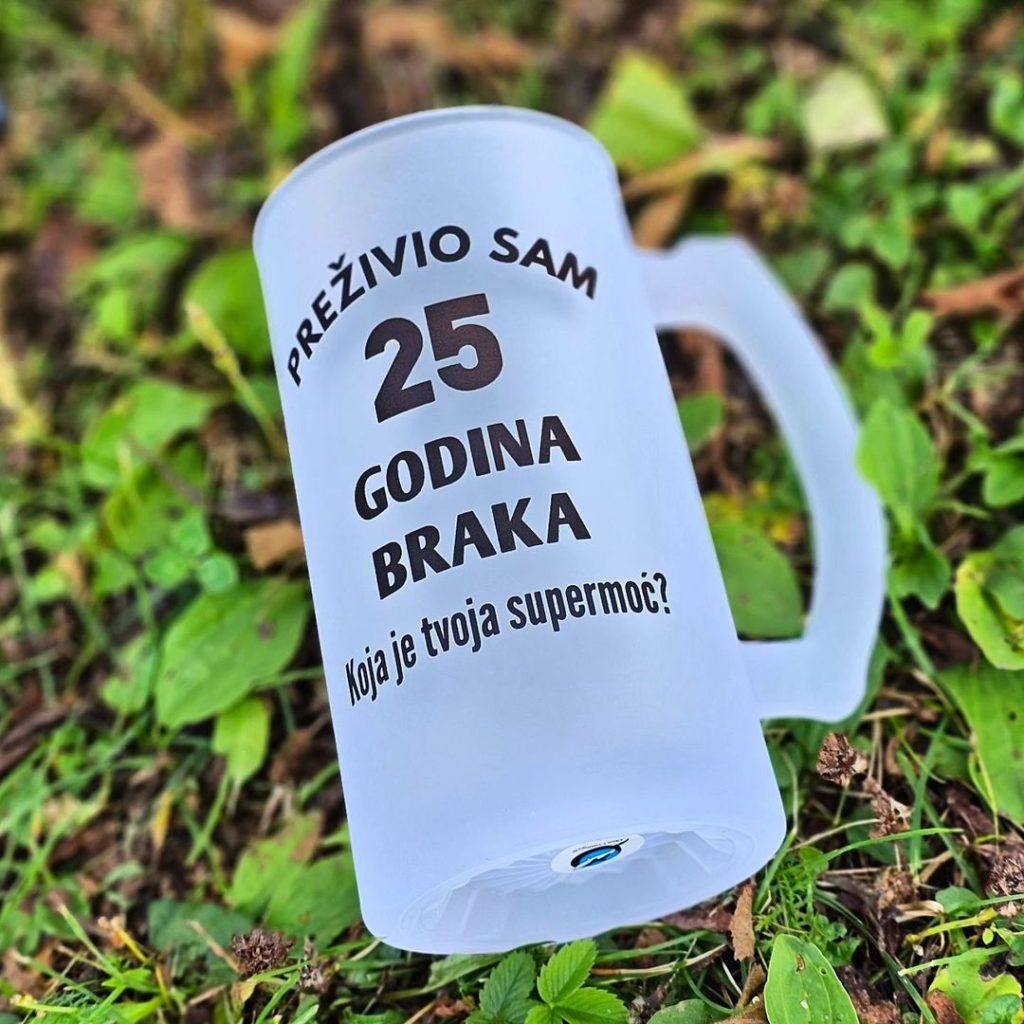 PREŽIVIO SAM
25
GODINA
BRAKA
Koja je tvoja supermoć?